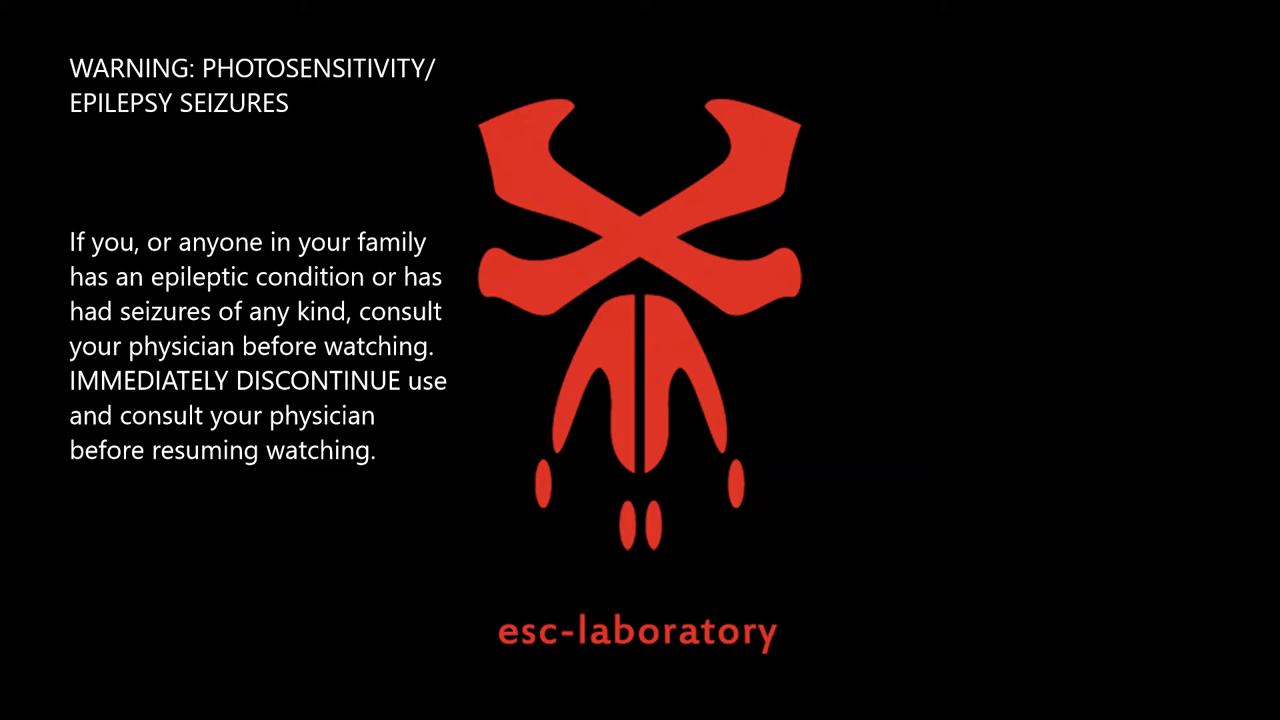 WARNING: PHOTOSENSITIVITY/
EPILEPSY SEIZURES
If you, or anyone in your family
has an epileptic condition or has
had seizures of any kind, consult
your physician before watching.
IMMEDIATELY DISCONTINUE use
and consult your physician
before resuming watching.
esc-laboratory